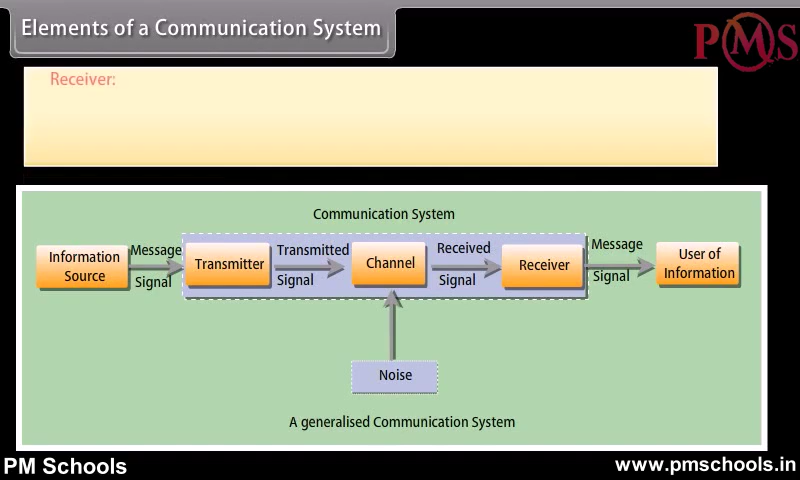 Elements of a Communication System
PMS
Receiver:
Communication System
Information
Source
Message
Signal
Transmitter
Transmitted
Signal
Channel
Received
Signal
Receiver
Message
Signal
User of
Information
Noise
A generalised Communication System
PM Schools
www.pmschools.in